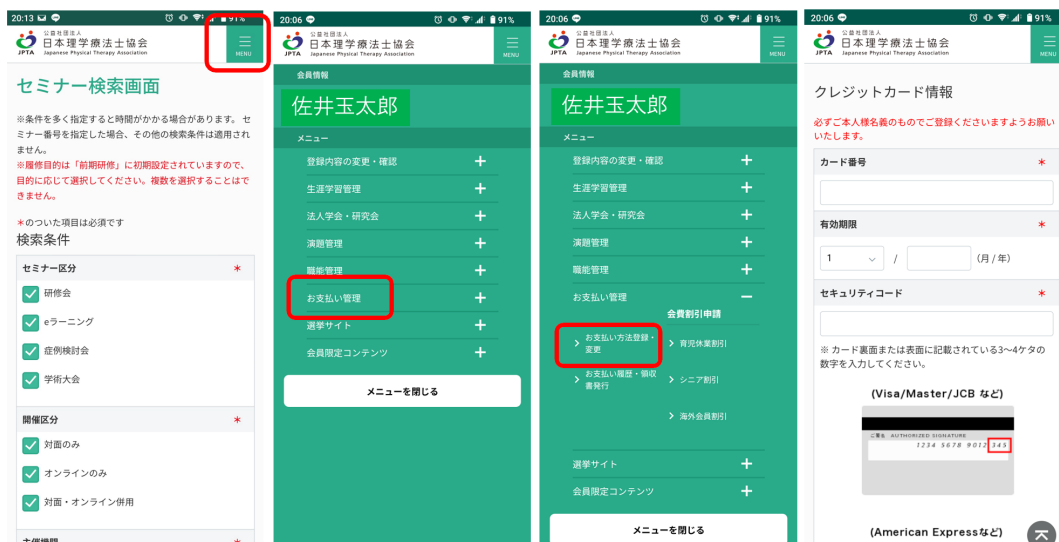 20:13
91%
公益社団法人
日本理学療法士協会
JPTA Japanese Physical Therapy Association
MENU
セミナー検索画面
※条件を多く指定すると時間がかかる場合があります。セ
ミナー番号を指定した場合、その他の検索条件は適用され
ません。
※履修目的は「前期研修」に初期設定されていますので、
目的に応じて選択してください。複数を選択することはで
きません。
*のついた項目は必須です
検索条件
セミナー区分 *
研修会
eラーニング
症例検討会
学術大会
開催区分 *
対面のみ
オンラインのみ
対面・オンライン併用
主催機関 *
20:06
91%
公益社団法人
日本理学療法士協会
JPTA Japanese Physical Therapy Association
MENU
会員情報
佐井玉太郎
メニュー
登録内容の変更・確認 +
生涯学習管理 +
法人学会・研究会 +
演題管理 +
職能管理 +
お支払い管理 +
選挙サイト +
会員限定コンテンツ +
メニューを閉じる
20:06
91%
公益社団法人
日本理学療法士協会
JPTA Japanese Physical Therapy Association
MENU
会員情報
佐井玉太郎
メニュー
登録内容の変更・確認 +
生涯学習管理 +
法人学会・研究会 +
演題管理 +
職能管理 +
お支払い管理 −
会費割引申請
お支払い方法登録・
変更
育児休業割引
お支払い履歴・領収
書発行
シニア割引
海外会員割引
選挙サイト +
会員限定コンテンツ +
メニューを閉じる
20:06
91%
公益社団法人
日本理学療法士協会
JPTA Japanese Physical Therapy Association
MENU
クレジットカード情報
必ずご本人様名義のものでご登録くださいますようお願い
いたします。
カード番号 *
有効期限 *
1 / (月/年)
セキュリティコード *
※ カード裏面または表面に記載されている3〜4ケタの
数字を入力してください。
(Visa/Master/JCB など)
ご署名 AUTHORIZED SIGNATURE
1234 5678 9012 345
(American Expressなど)